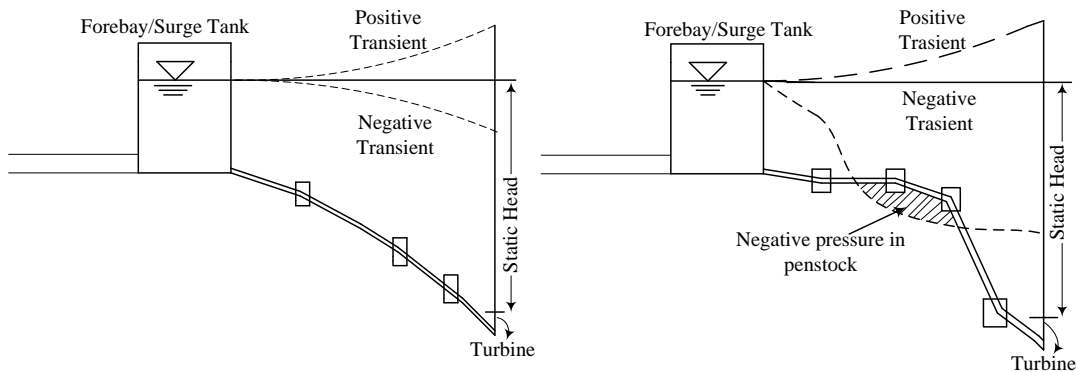 Forebay/Surge Tank
Positive
Transient
Negative
Transient
Static Head
Turbine
Forebay/Surge Tank
Positive
Trasient
Negative
Trasient
Negative pressure in
penstock
Static Head
Turbine